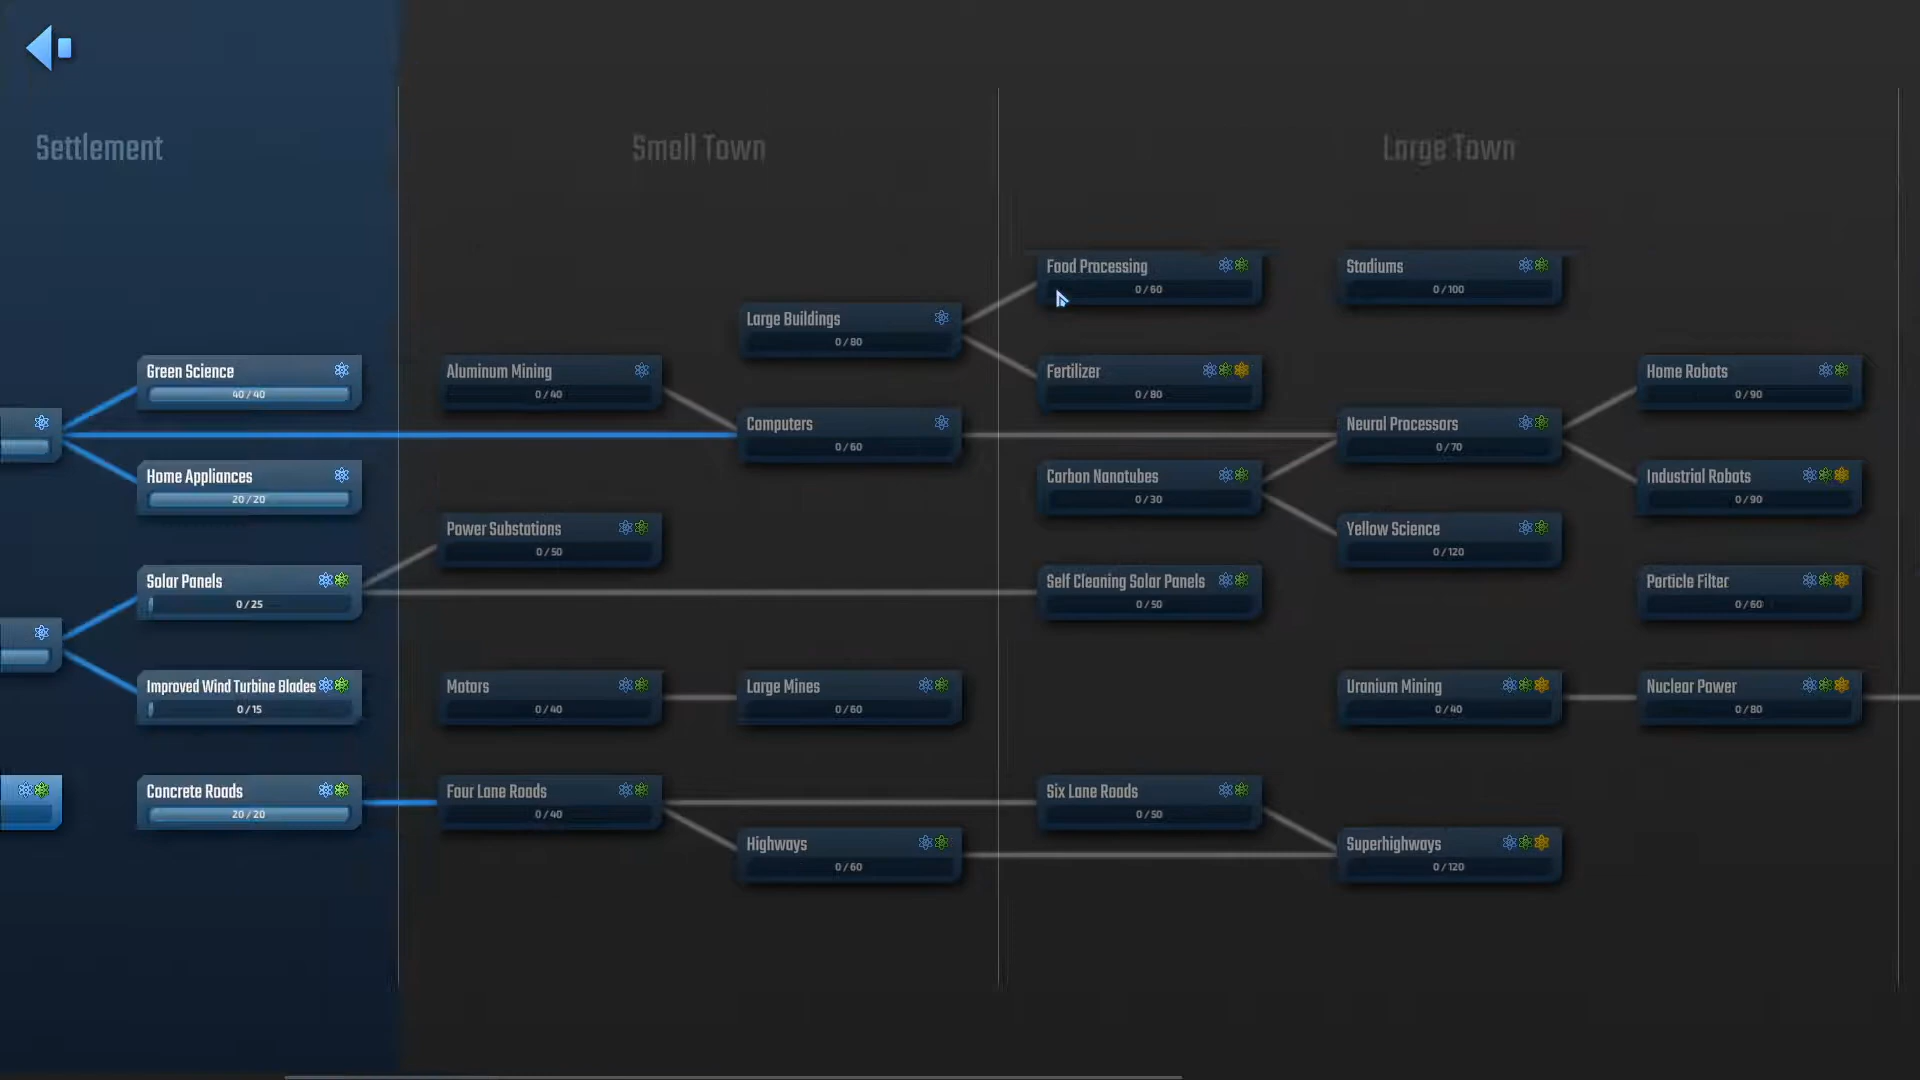 Settlement
Small Town
Large Town
Food Processing
0/60
Stadiums
0/100
Large Buildings
0/80
Green Science
40/40
Aluminum Mining
0/40
Fertilizer
0/80
Home Robots
0/90
Computers
0/60
Neural Processors
0/70
Home Appliances
20/20
Carbon Nanotubes
0/30
Industrial Robots
0/90
Power Substations
0/50
Yellow Science
0/120
Solar Panels
0/25
Self Cleaning Solar Panels
0/50
Particle Filter
0/60
Improved Wind Turbine Blades
0/15
Motors
0/40
Large Mines
0/60
Uranium Mining
0/40
Nuclear Power
0/80
Concrete Roads
20/20
Four Lane Roads
0/40
Six Lane Roads
0/50
Highways
0/60
Superhighways
0/120